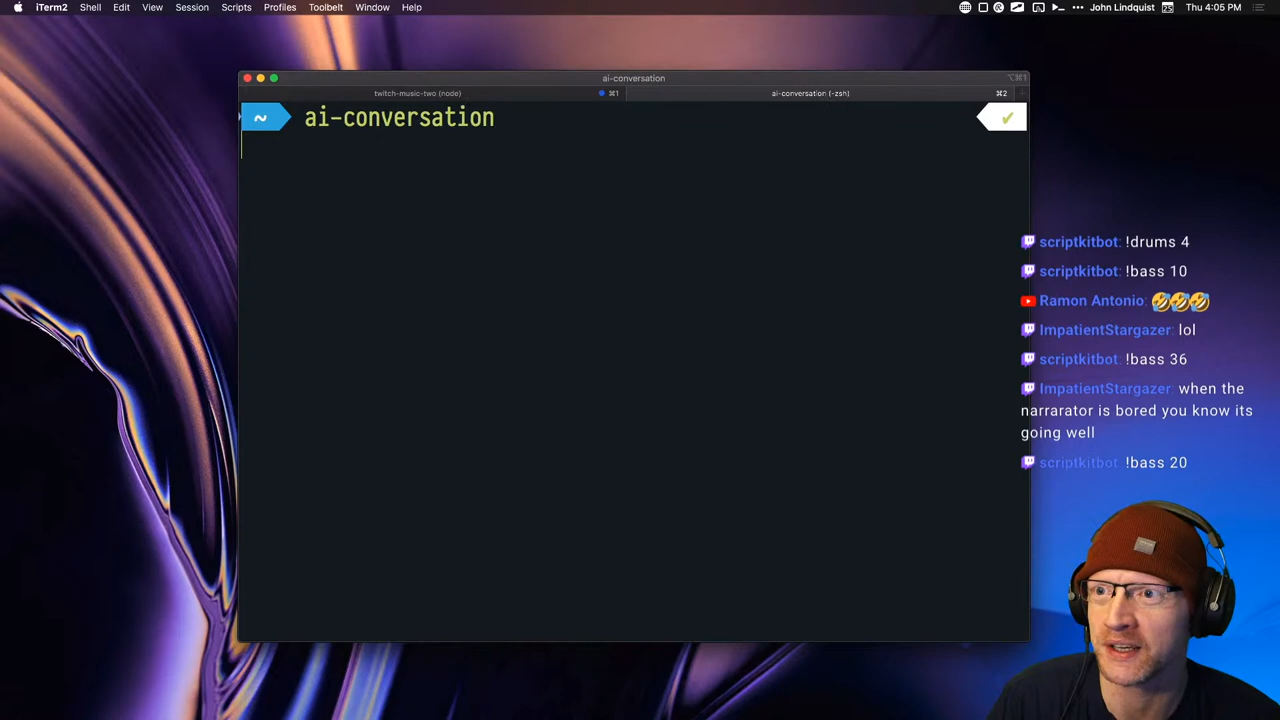 iTerm2 Shell Edit View Session Scripts Profiles Toolbelt Window Help John Lindquist Thu 4:05 PM
ai-conversation ⌥⌘1
twitch-music-two (node) ⌘1 ai-conversation (-zsh) ⌘2
~ ai-conversation ✔
scriptkitbot: !drums 4
scriptkitbot: !bass 10
Ramon Antonio: 🤣🤣🤣
ImpatientStargazer: lol
scriptkitbot: !bass 36
ImpatientStargazer: when the
narrarator is bored you know its
going well
scriptkitbot: !bass 20